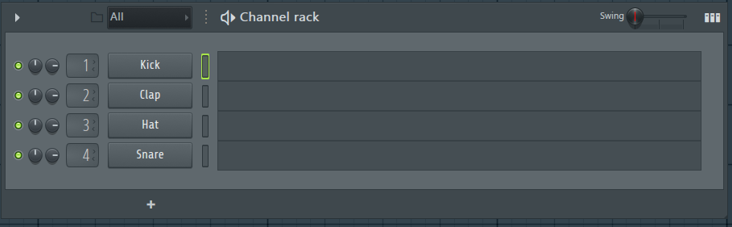 All
Channel rack
Swing
1 Kick
2 Clap
3 Hat
4 Snare
+